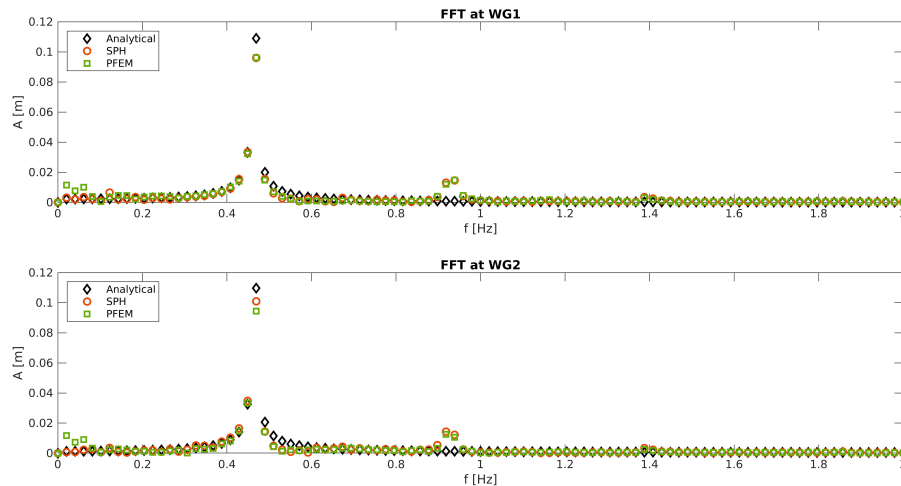 FFT at WG1
0.12
0.1
0.08
0.06
0.04
0.02
0
A [m]
Analytical
SPH
PFEM
0 0.2 0.4 0.6 0.8 1 1.2 1.4 1.6 1.8
f [Hz]
FFT at WG2
0.12
0.1
0.08
0.06
0.04
0.02
0
A [m]
Analytical
SPH
PFEM
0 0.2 0.4 0.6 0.8 1 1.2 1.4 1.6 1.8
f [Hz]